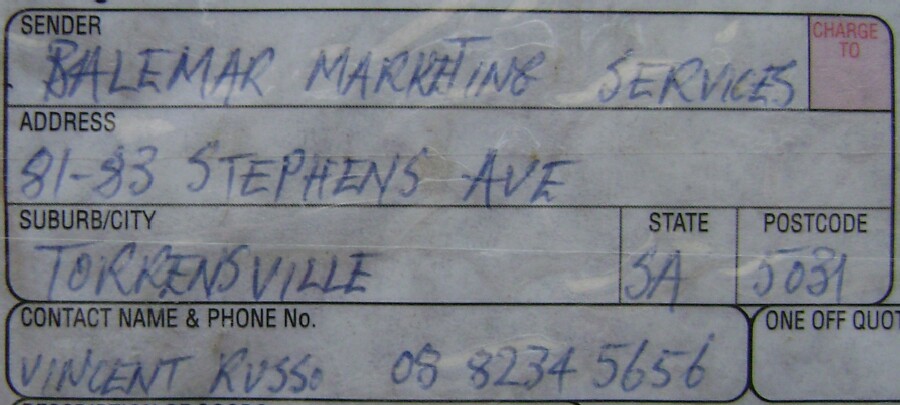 SENDER
CHARGE TO
BALEMAR MARKETING SERVICES
ADDRESS
81-83 STEPHENS AVE
SUBURB/CITY STATE POSTCODE
TORRENSVILLE SA 5031
CONTACT NAME & PHONE No. ONE OFF QUOT
VINCENT RUSSO 08 8234 5656